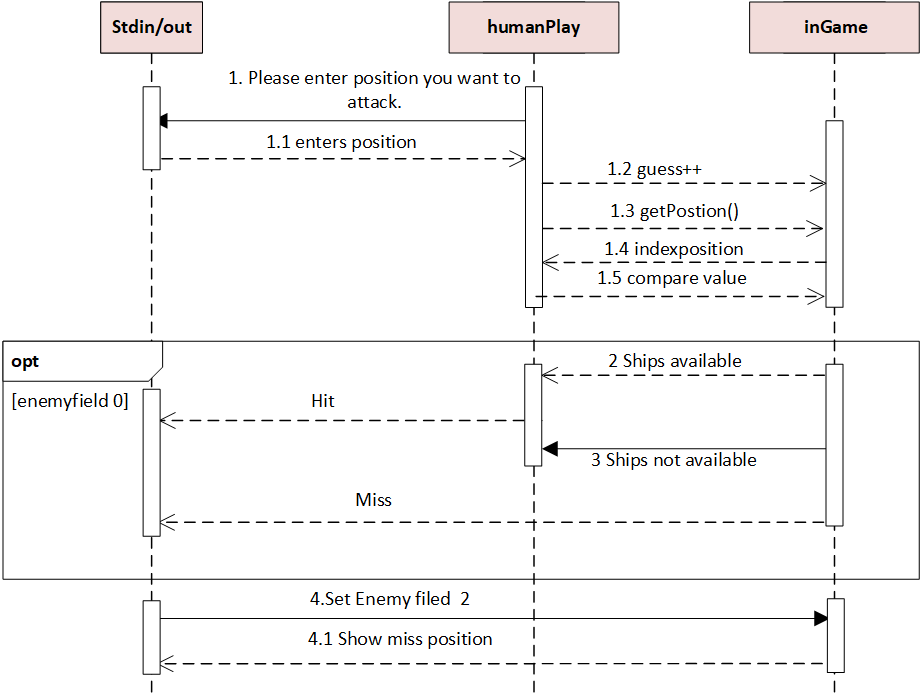 Stdin/out
humanPlay
inGame
1. Please enter position you want to
attack.
1.1 enters position
1.2 guess++
1.3 getPostion()
1.4 indexposition
1.5 compare value
opt
[enemyfield 0]
2 Ships available
Hit
3 Ships not available
Miss
4.Set Enemy filed 2
4.1 Show miss position